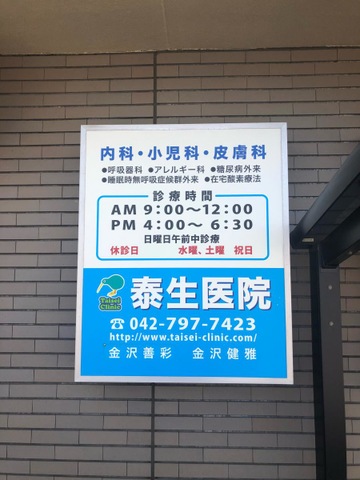 内科・小児科・皮膚科
●呼吸器科 ●アレルギー科 ●糖尿病外来
●睡眠時無呼吸症候群外来 ●在宅酸素療法
診療時間
AM 9:00～12:00
PM 4:00～ 6:30
日曜日午前中診療
休診日 水曜、土曜 祝日
Taisei Clinic
泰生医院
☎042-797-7423
http://www.taisei-clinic.com/
金沢善彩 金沢健雅